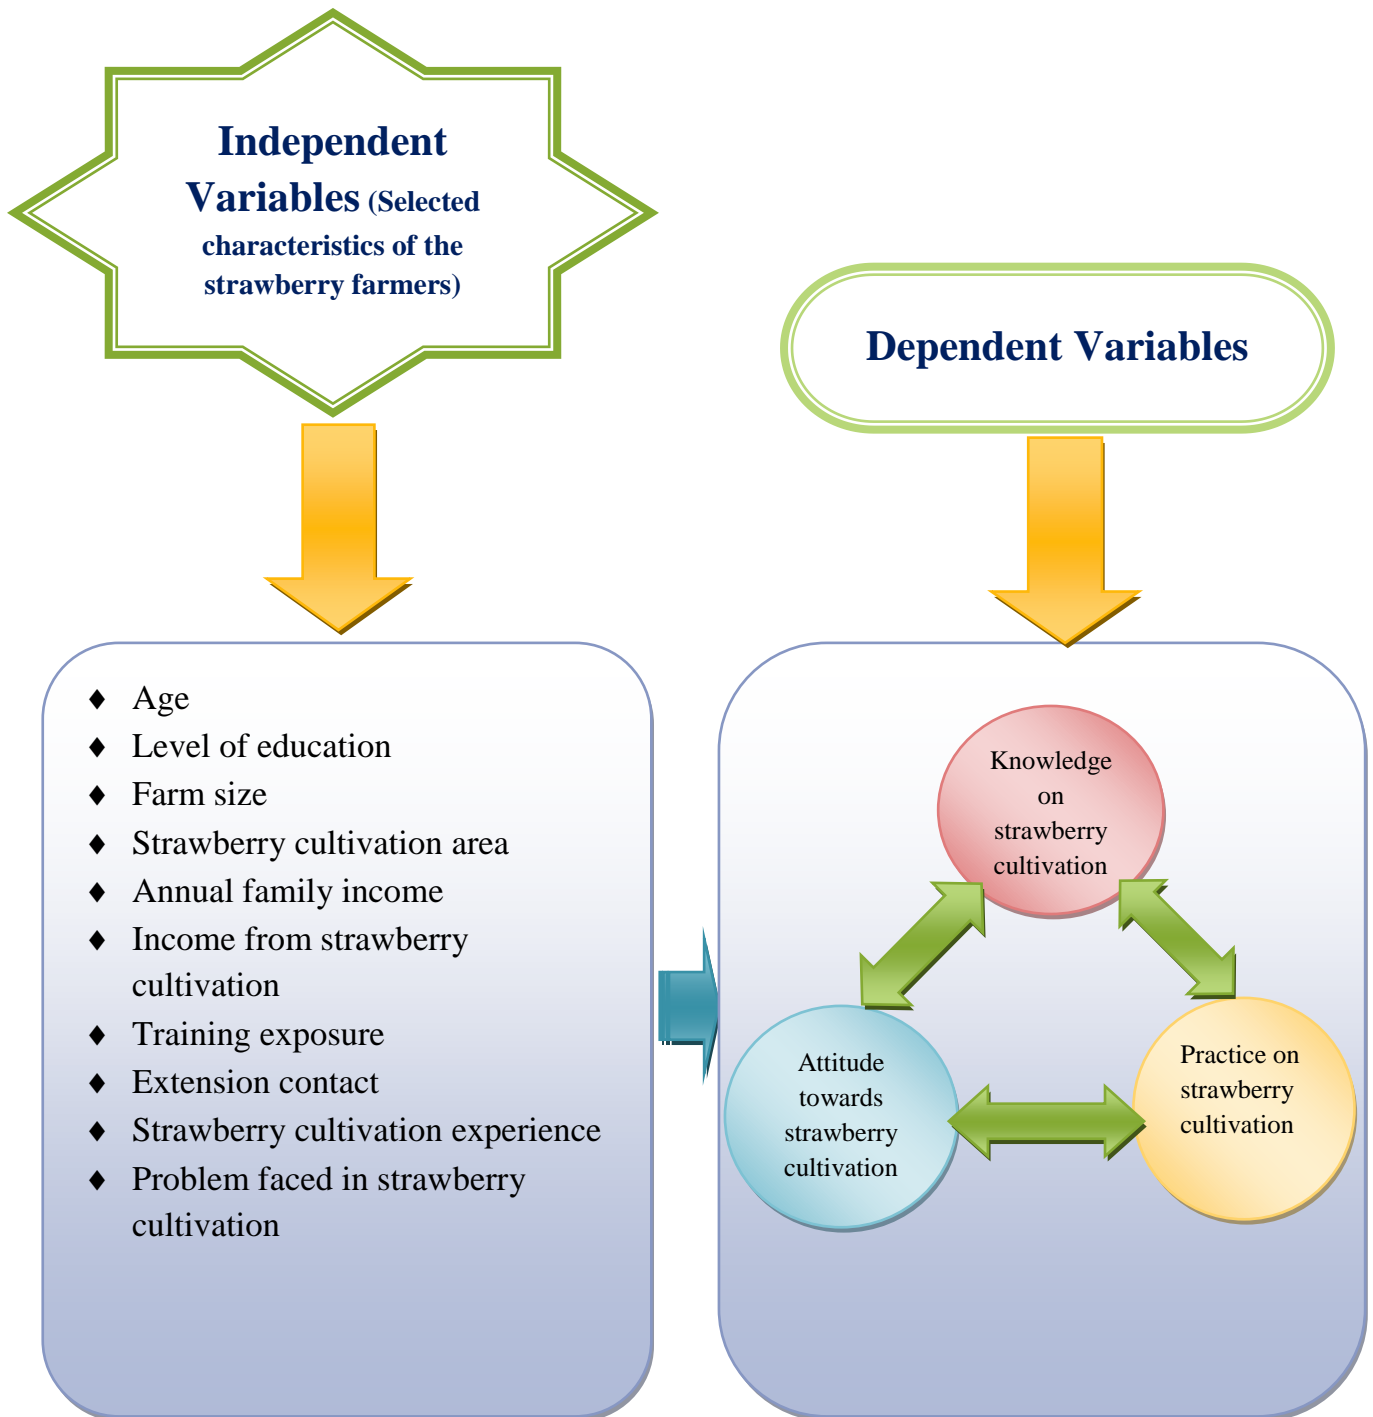 Independent
Variables (Selected
characteristics of the
strawberry farmers)
Dependent Variables
♦ Age
♦ Level of education
♦ Farm size
♦ Strawberry cultivation area
♦ Annual family income
♦ Income from strawberry
cultivation
♦ Training exposure
♦ Extension contact
♦ Strawberry cultivation experience
♦ Problem faced in strawberry
cultivation
Knowledge
on
strawberry
cultivation
Attitude
towards
strawberry
cultivation
Practice on
strawberry
cultivation